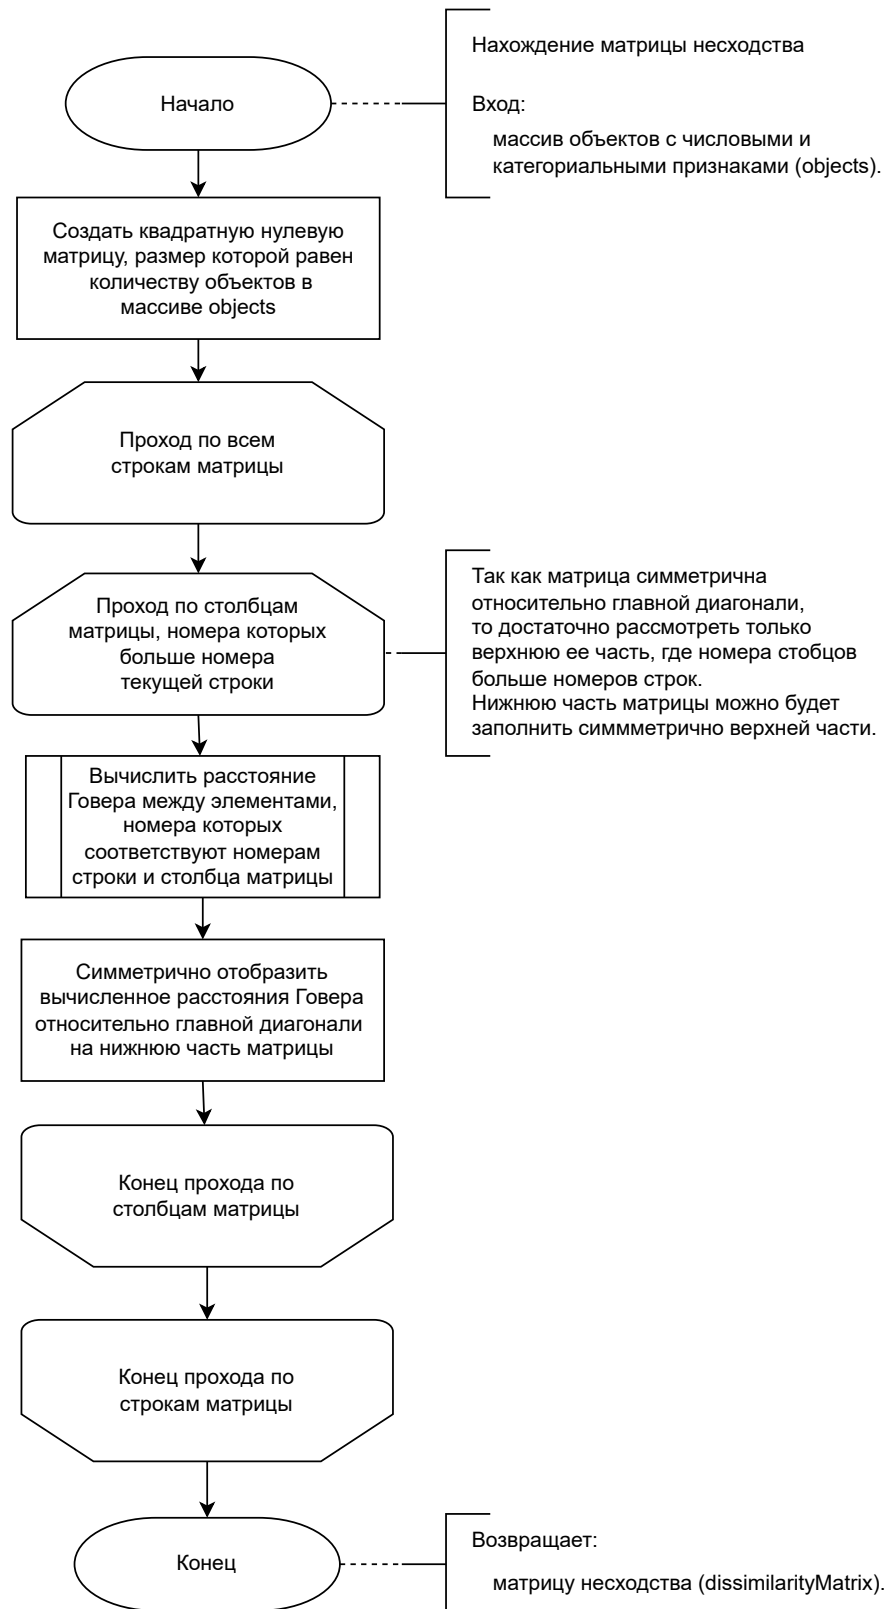 Нахождение матрицы несходства
Начало
Вход:
массив объектов с числовыми и
категориальными признаками (objects).
Создать квадратную нулевую
матрицу, размер которой равен
количеству объектов в
массиве objects
Проход по всем
строкам матрицы
Проход по столбцам
матрицы, номера которых
больше номера
текущей строки
Так как матрица симметрична
относительно главной диагонали,
то достаточно рассмотреть только
верхнюю ее часть, где номера стобцов
больше номеров строк.
Нижнюю часть матрицы можно будет
заполнить симмметрично верхней части.
Вычислить расстояние
Говера между элементами,
номера которых
соответствуют номерам
строки и столбца матрицы
Симметрично отобразить
вычисленное расстояния Говера
относительно главной диагонали
на нижнюю часть матрицы
Конец прохода по
столбцам матрицы
Конец прохода по
строкам матрицы
Конец
Возвращает:
матрицу несходства (dissimilarityMatrix).